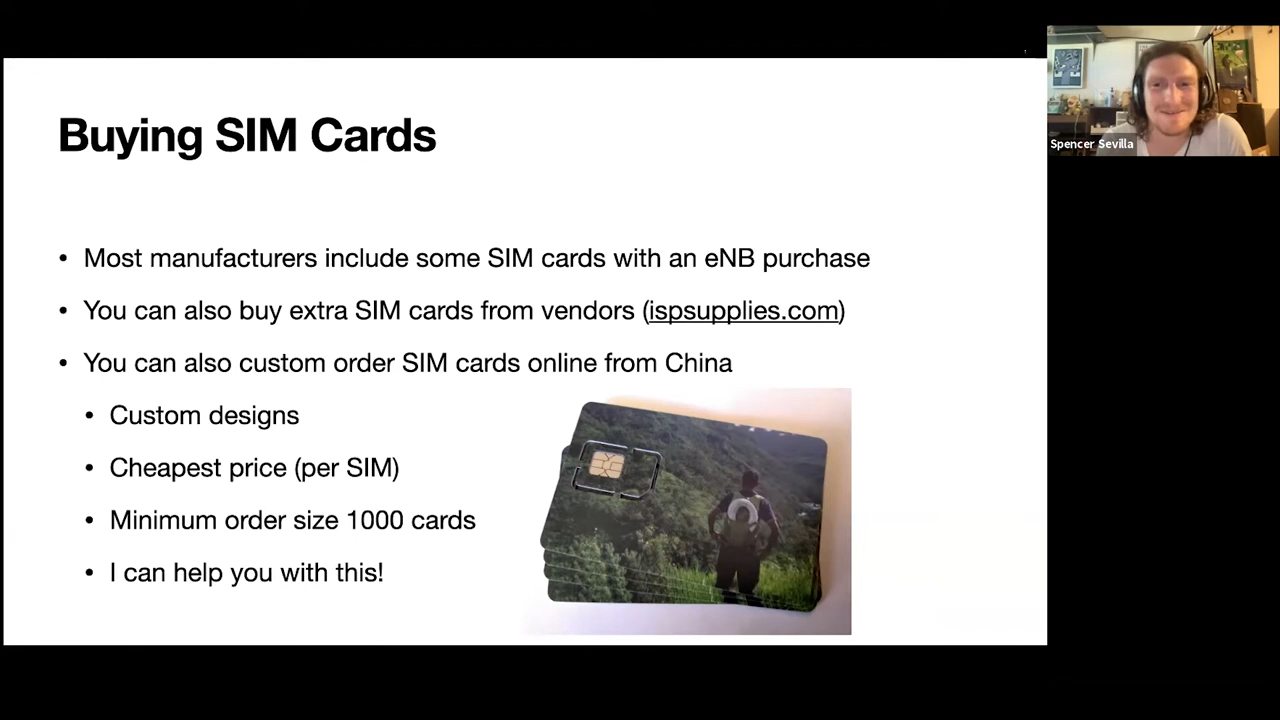 Buying SIM Cards
• Most manufacturers include some SIM cards with an eNB purchase
• You can also buy extra SIM cards from vendors (ispsupplies.com)
• You can also custom order SIM cards online from China
• Custom designs
• Cheapest price (per SIM)
• Minimum order size 1000 cards
• I can help you with this!
Spencer Sevilla